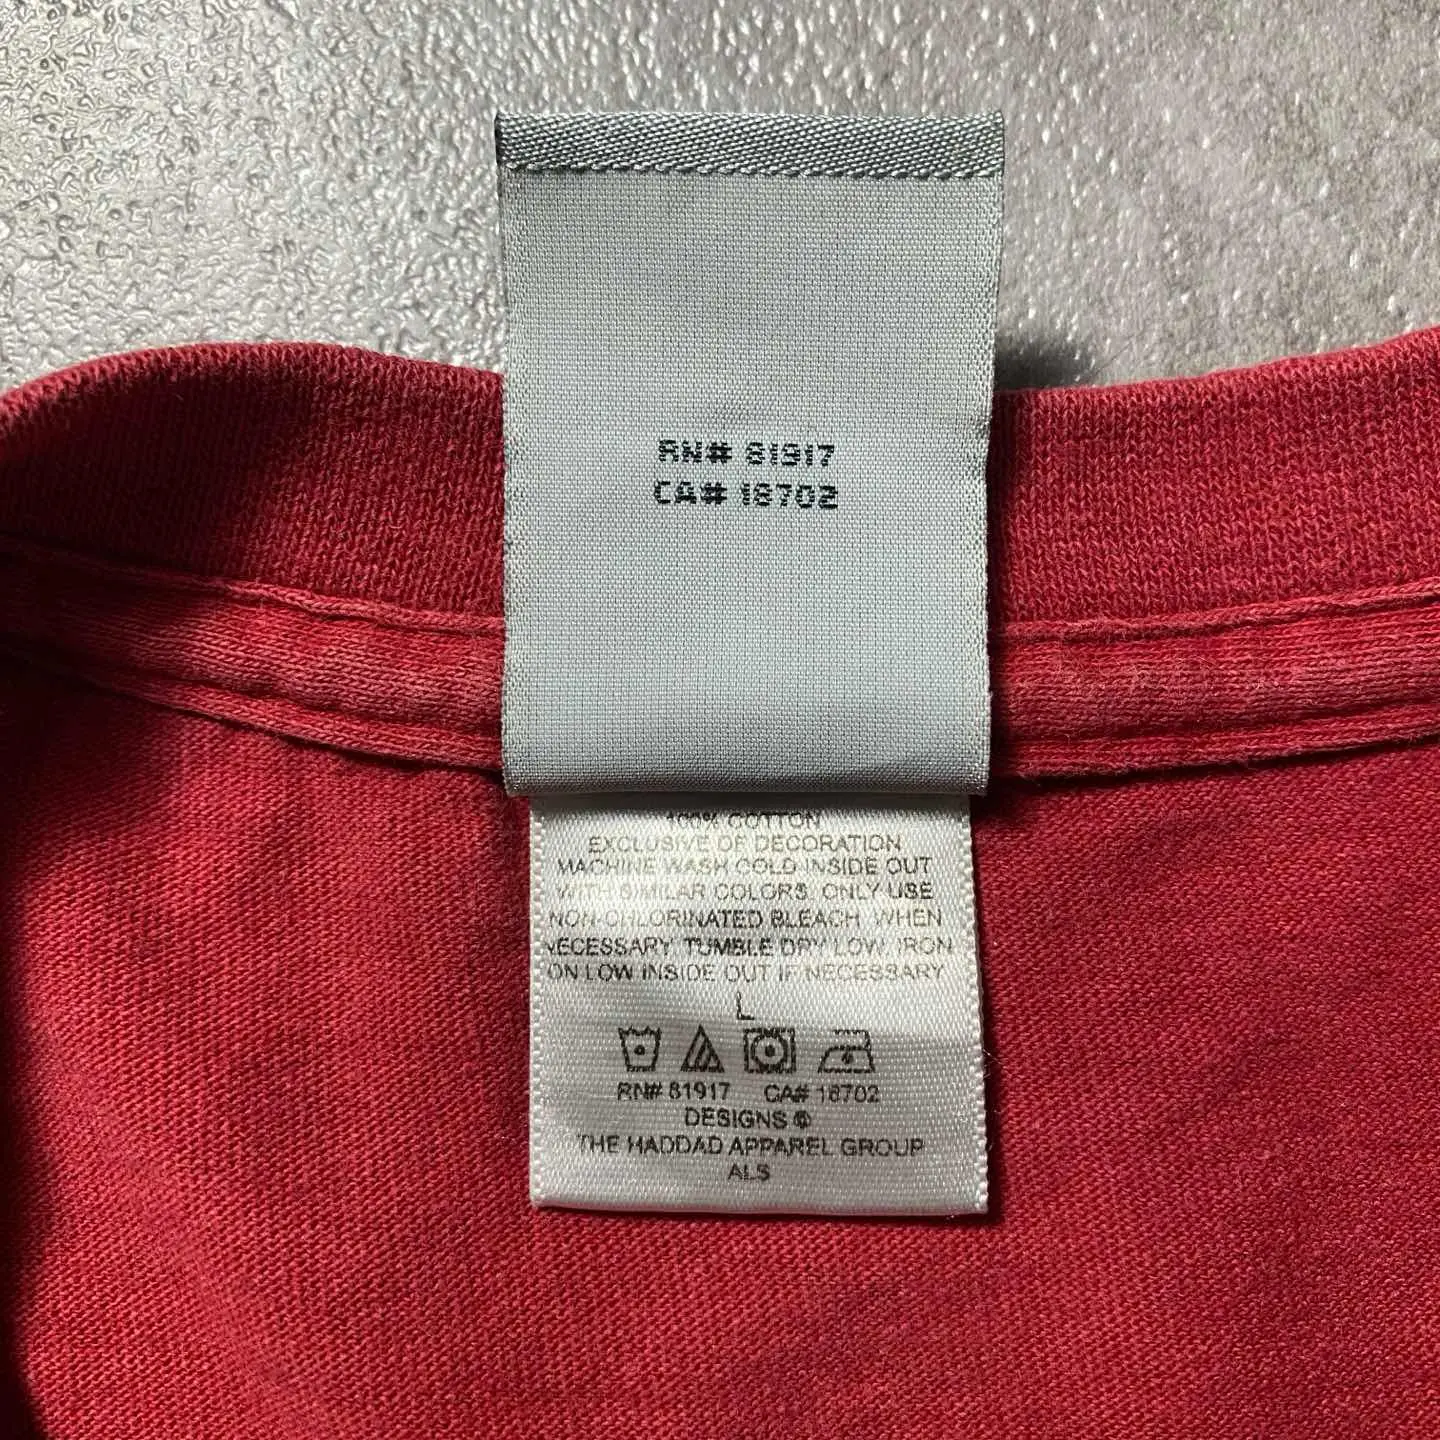 RN# 81917
CA# 18702
100% COTTON
EXCLUSIVE OF DECORATION
MACHINE WASH COLD INSIDE OUT
WITH SIMILAR COLORS. ONLY USE
NON-CHLORINATED BLEACH WHEN
NECESSARY. TUMBLE DRY LOW. IRON
ON LOW INSIDE OUT IF NECESSARY
L
RN# 81917 CA# 18702
DESIGNS ©
THE HADDAD APPAREL GROUP
ALS